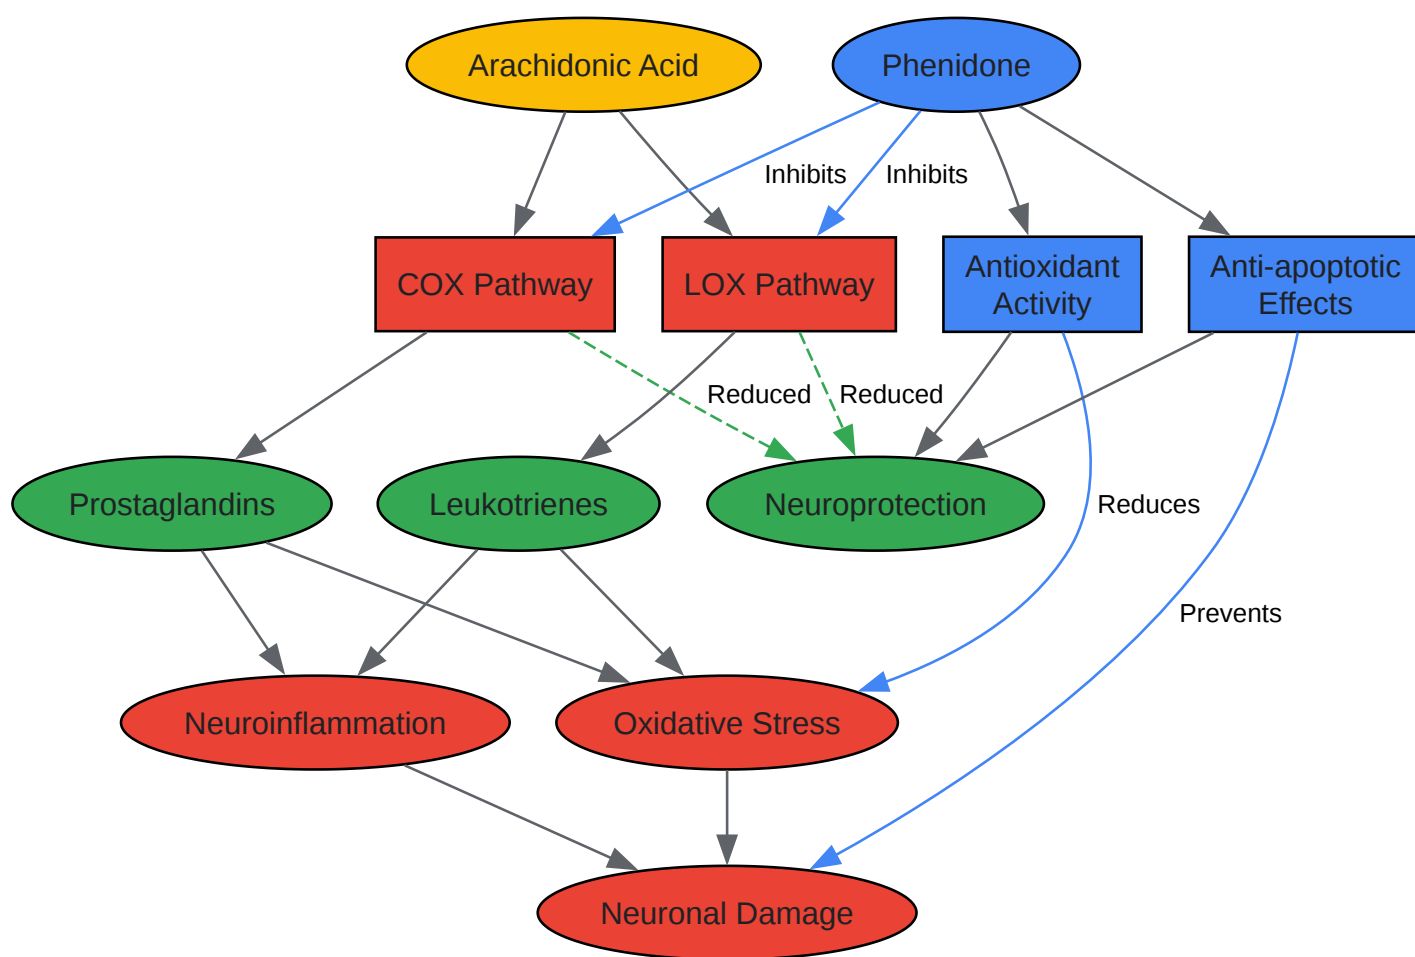 Arachidonic Acid
Phenidone
Inhibits
Inhibits
COX Pathway
LOX Pathway
Antioxidant
Activity
Anti-apoptotic
Effects
Reduced
Reduced
Prostaglandins
Leukotrienes
Neuroprotection
Reduces
Prevents
Neuroinflammation
Oxidative Stress
Neuronal Damage